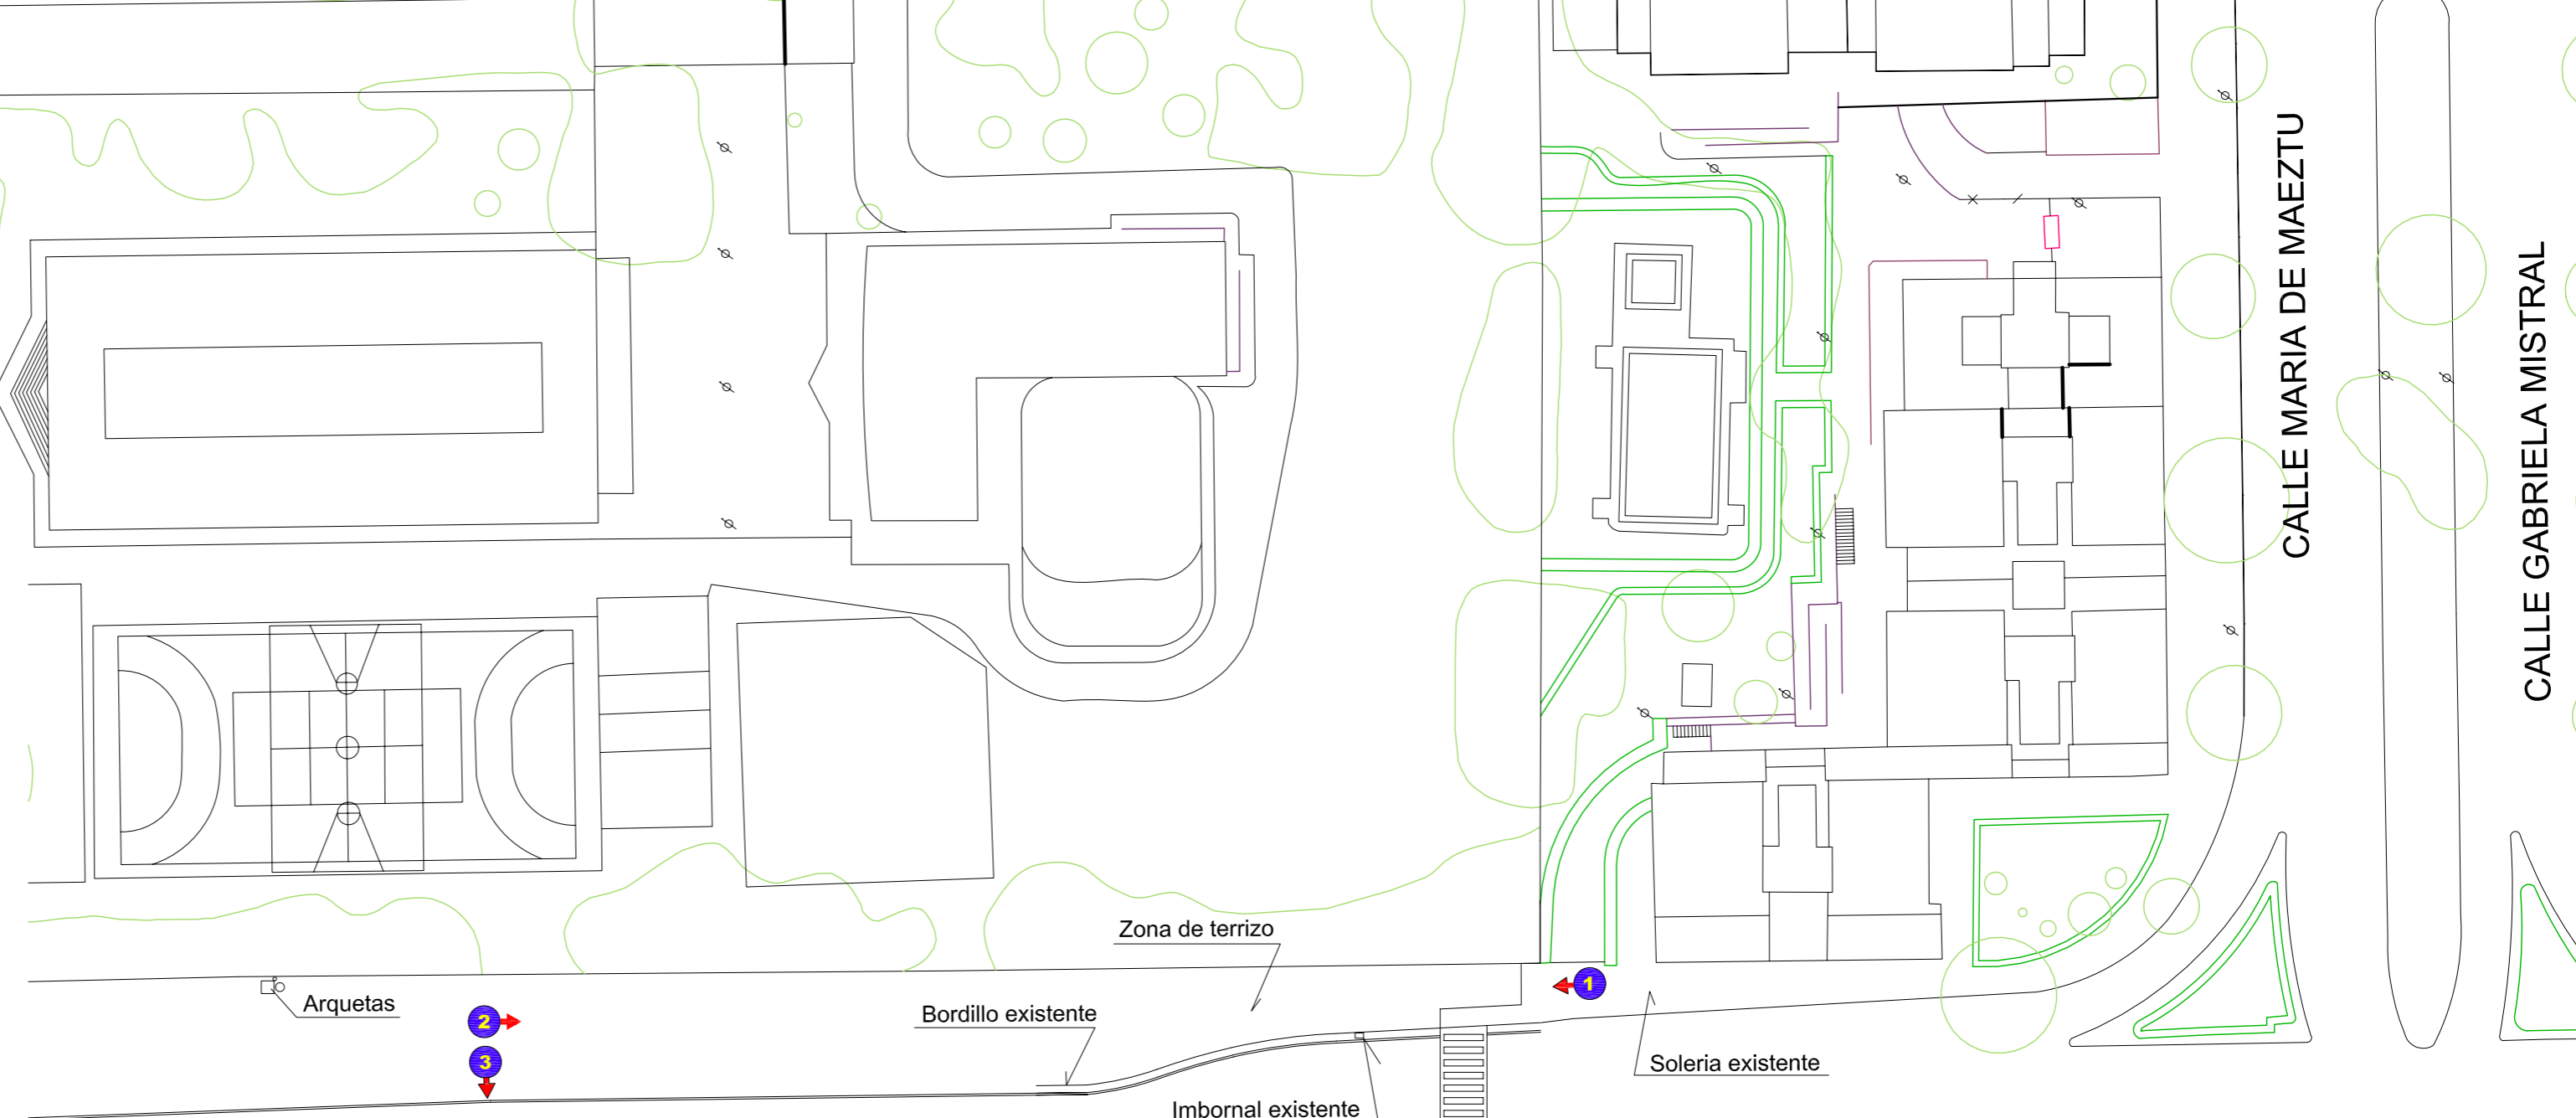 CALLE MARIA DE MAEZTU
CALLE GABRIELA MISTRAL
Zona de terrizo
1
Arquetas
2
Bordillo existente
3
Soleria existente
Imbornal existente